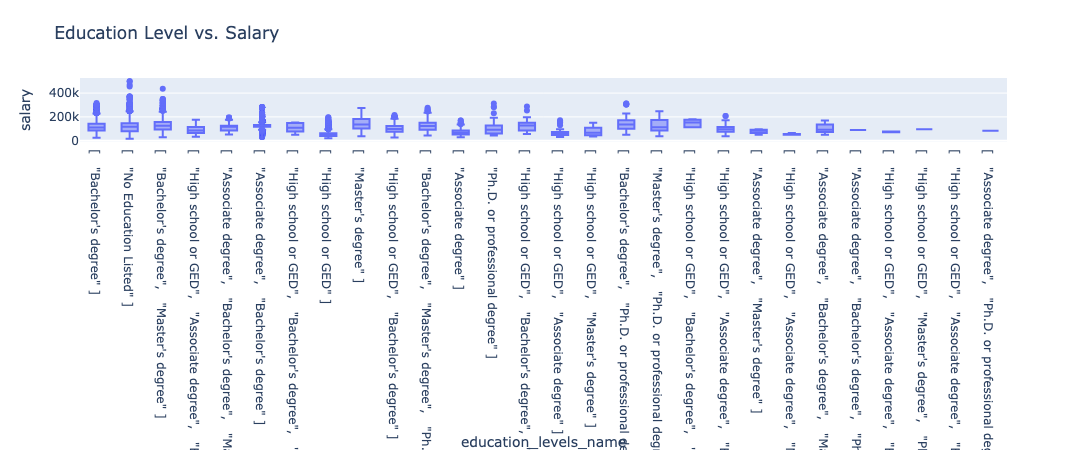 Education Level vs. Salary
salary
400k
200k
0
[ "Bachelor's degree" ]
[ "No Education Listed" ]
[ "Bachelor's degree", "Master's degree" ]
[ "High school or GED", "Associate degree", "
[ "Associate degree", "Bachelor's degree", "
[ "Associate degree", "Bachelor's degree" ]
[ "High school or GED", "Bachelor's degree", "
[ "High school or GED" ]
[ "Master's degree" ]
[ "High school or GED", "Bachelor's degree" ]
[ "Bachelor's degree", "Master's degree", "Ph.
[ "Associate degree" ]
[ "Ph.D. or professional degree" ]
[ "High school or GED", "Bachelor's degree",
[ "High school or GED", "Associate degree" ]
[ "High school or GED", "Master's degree" ]
[ "Bachelor's degree", "Ph.D. or professional
[ "Master's degree", "Ph.D. or professional
[ "High school or GED", "Bachelor's degree", "
[ "High school or GED", "Associate degree", "
[ "Associate degree", "Master's degree" ]
[ "High school or GED", "Associate degree", "
[ "Associate degree", "Bachelor's degree", "
[ "Associate degree", "Bachelor's degree", "Ph
[ "High school or GED", "Associate degree", "
[ "High school or GED", "Master's degree", "Ph
[ "High school or GED", "Associate degree", "
[ "Associate degree", "Ph.D. or professional
education_levels_name